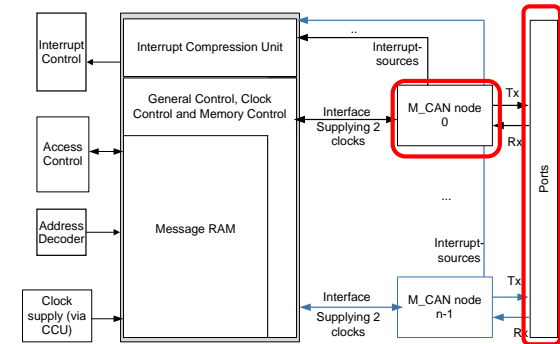 Interrupt
Control
Access
Control
Address
Decoder
Clock
supply (via
CCU)
Interrupt Compression Unit
General Control, Clock
Control and Memory Control
Message RAM
..
Interrupt-
sources
Interface
Supplying 2
clocks
M_CAN node
0
Tx
Rx
...
Interrupt-
sources
Interface
Supplying 2
clocks
M_CAN node
n-1
Tx
Rx
Ports